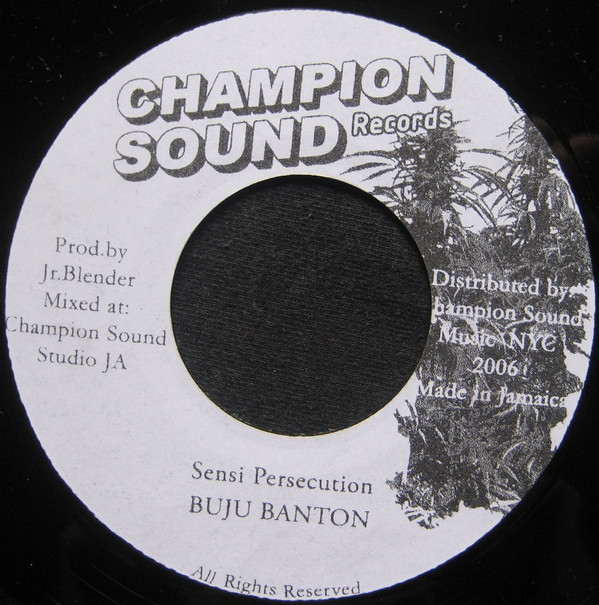 CHAMPION
SOUND Records
Prod.by
Jr.Blender
Mixed at:
Champion Sound
Studio JA
Distributed by:
hampion Sound
Music NYC
2006
Made in Jamaica
Sensi Persecution
BUJU BANTON
All Rights Reserved